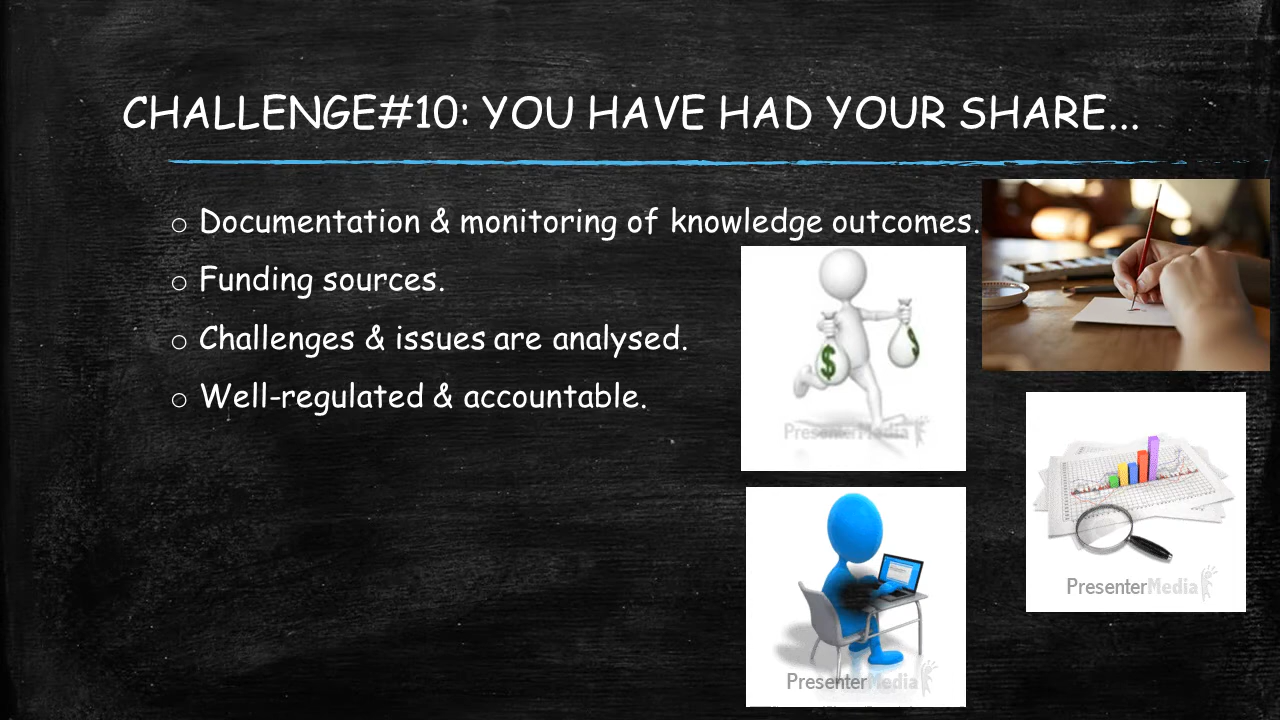 CHALLENGE#10: YOU HAVE HAD YOUR SHARE...
o Documentation & monitoring of knowledge outcomes.
o Funding sources.
o Challenges & issues are analysed.
o Well-regulated & accountable.
$
$
PresenterMedia
PresenterMedia
PresenterMedia